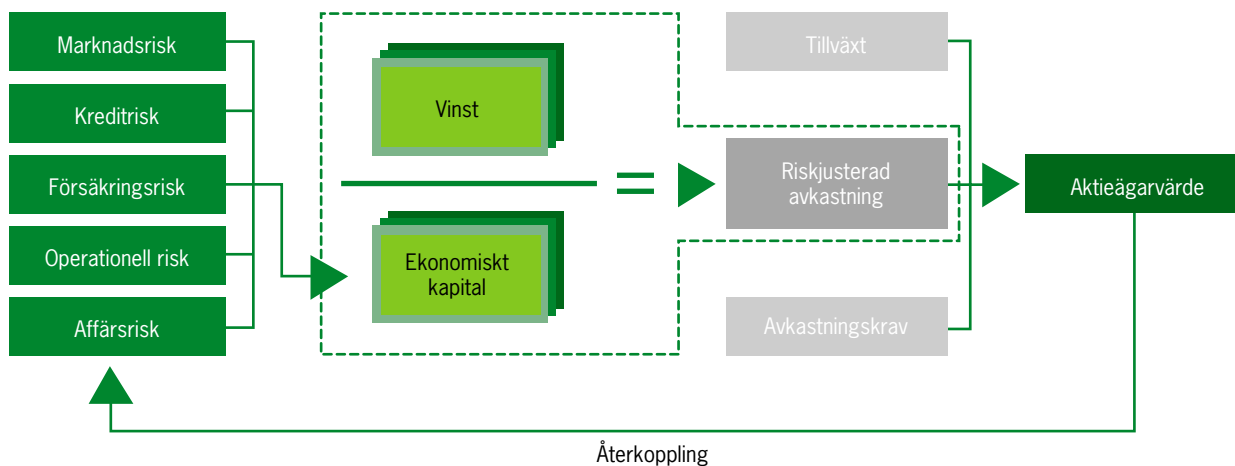 Marknadsrisk
Kreditrisk
Försäkringsrisk
Operationell risk
Affärsrisk
Vinst
Ekonomiskt
kapital
=
Tillväxt
Riskjusterad
avkastning
Avkastningskrav
Aktieägarvärde
Återkoppling